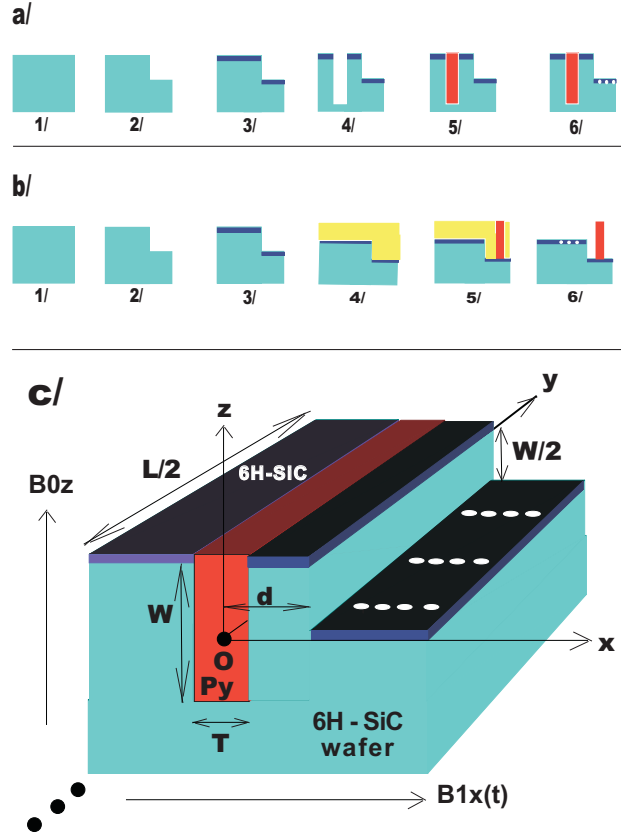 a/
1/ 2/ 3/ 4/ 5/ 6/
b/
1/ 2/ 3/ 4/ 5/ 6/
c/
y
z
W/2
L/2
6H-SIC
B0z
W
d
x
O
Py
T
6H - SiC
wafer
B1x(t)